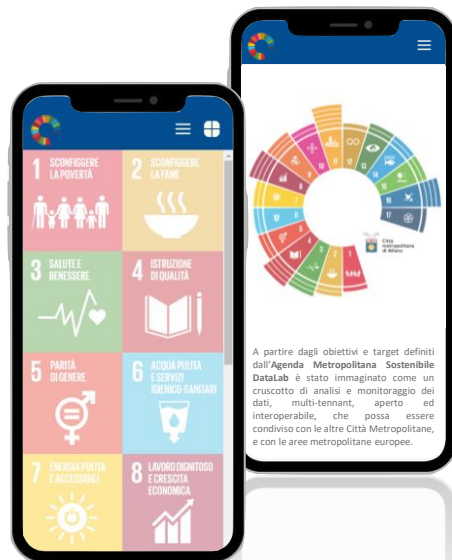 1 SCONFIGGERE
LA POVERTÀ
2 SCONFIGGERE
LA FAME
3 SALUTE E
BENESSERE
4 ISTRUZIONE
DI QUALITÀ
5 PARITÀ
DI GENERE
6 ACQUA PULITA
E SERVIZI
IGIENICO-SANITARI
7 ENERGIA PULITA
E ACCESSIBILE
8 LAVORO DIGNITOSO
E CRESCITA
ECONOMICA
Città
metropolitana
di Milano
A partire dagli obiettivi e target definiti
dall'Agenda Metropolitana Sostenibile
DataLab è stato immaginato come un
cruscotto di analisi e monitoraggio dei
dati, multi-tennant, aperto ed
interoperabile, che possa essere
condiviso con le altre Città Metropolitane,
e con le aree metropolitane europee.